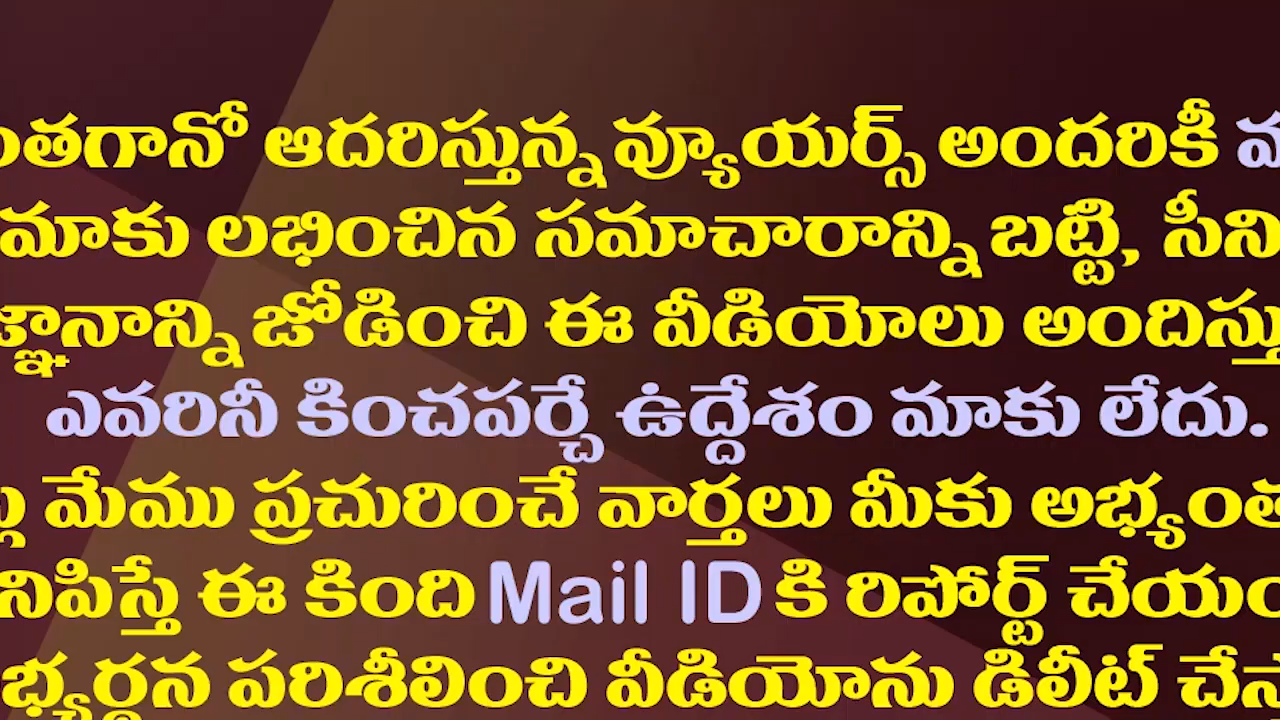 ఆదరిస్తున్న వ్యూయర్స్ అందరికీ
మాకు లభించిన సమాచారాన్ని బట్టి,
జోడించి ఈ వీడియోలు
ఎవరినీ కించపర్చే ఉద్దేశం మాకు లేదు.
మేము ప్రచురించే వార్తలు మీకు
ఈ కింది Mail ID కి రిపోర్ట్
పరిశీలించి వీడియోను డిలీట్